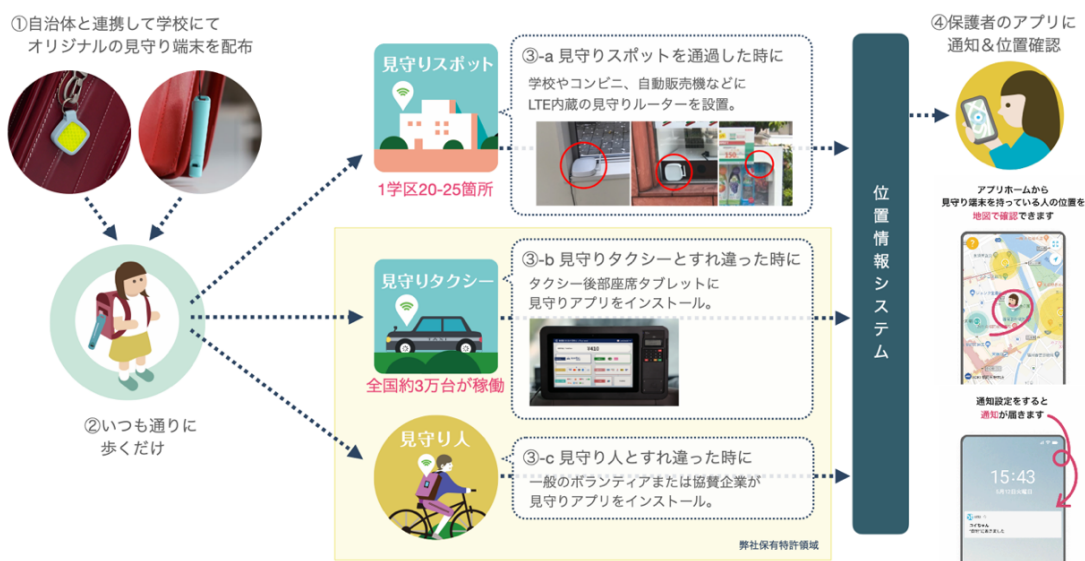 ①自治体と連携して学校にて
オリジナルの見守り端末を配布
②いつも通りに
歩くだけ
見守りスポット
1学区20-25箇所
③-a 見守りスポットを通過した時に
学校やコンビニ、自動販売機などに
LTE内蔵の見守りルーターを設置。
見守りタクシー
全国約3万台が稼働
③-b 見守りタクシーとすれ違った時に
タクシー後部座席タブレットに
見守りアプリをインストール。
見守り人
③-c 見守り人とすれ違った時に
一般のボランティアまたは協賛企業が
見守りアプリをインストール。
弊社保有特許領域
位置情報システム
④保護者のアプリに
通知＆位置確認
アプリホームから
見守り端末を持っている人の位置を
地図で確認できます
通知設定をすると
通知が届きます
15:43